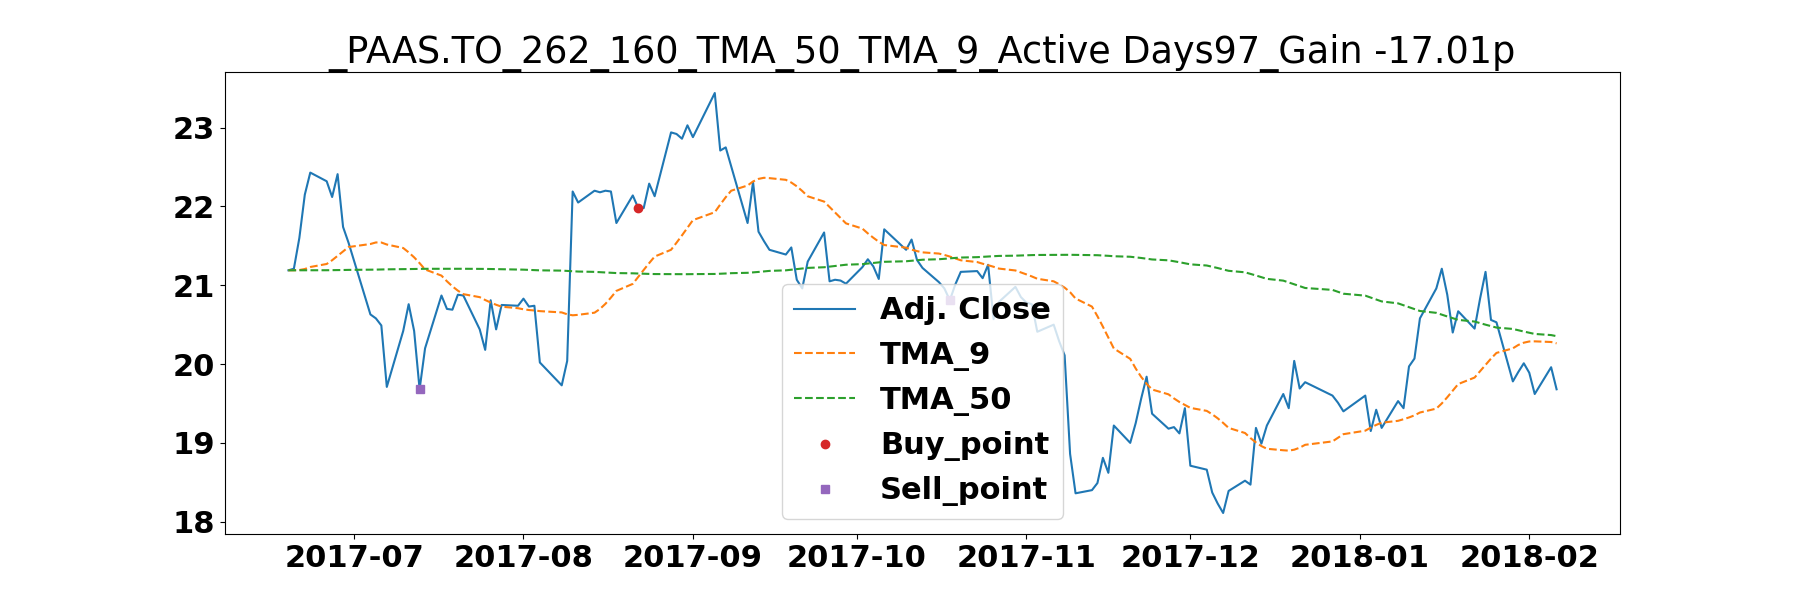 _PAAS.TO_262_160_TMA_50_TMA_9_Active Days97_Gain -17.01p
23
22
21
20
19
18
Adj. Close
TMA_9
TMA_50
Buy_point
Sell_point
2017-07 2017-08 2017-09 2017-10 2017-11 2017-12 2018-01 2018-02